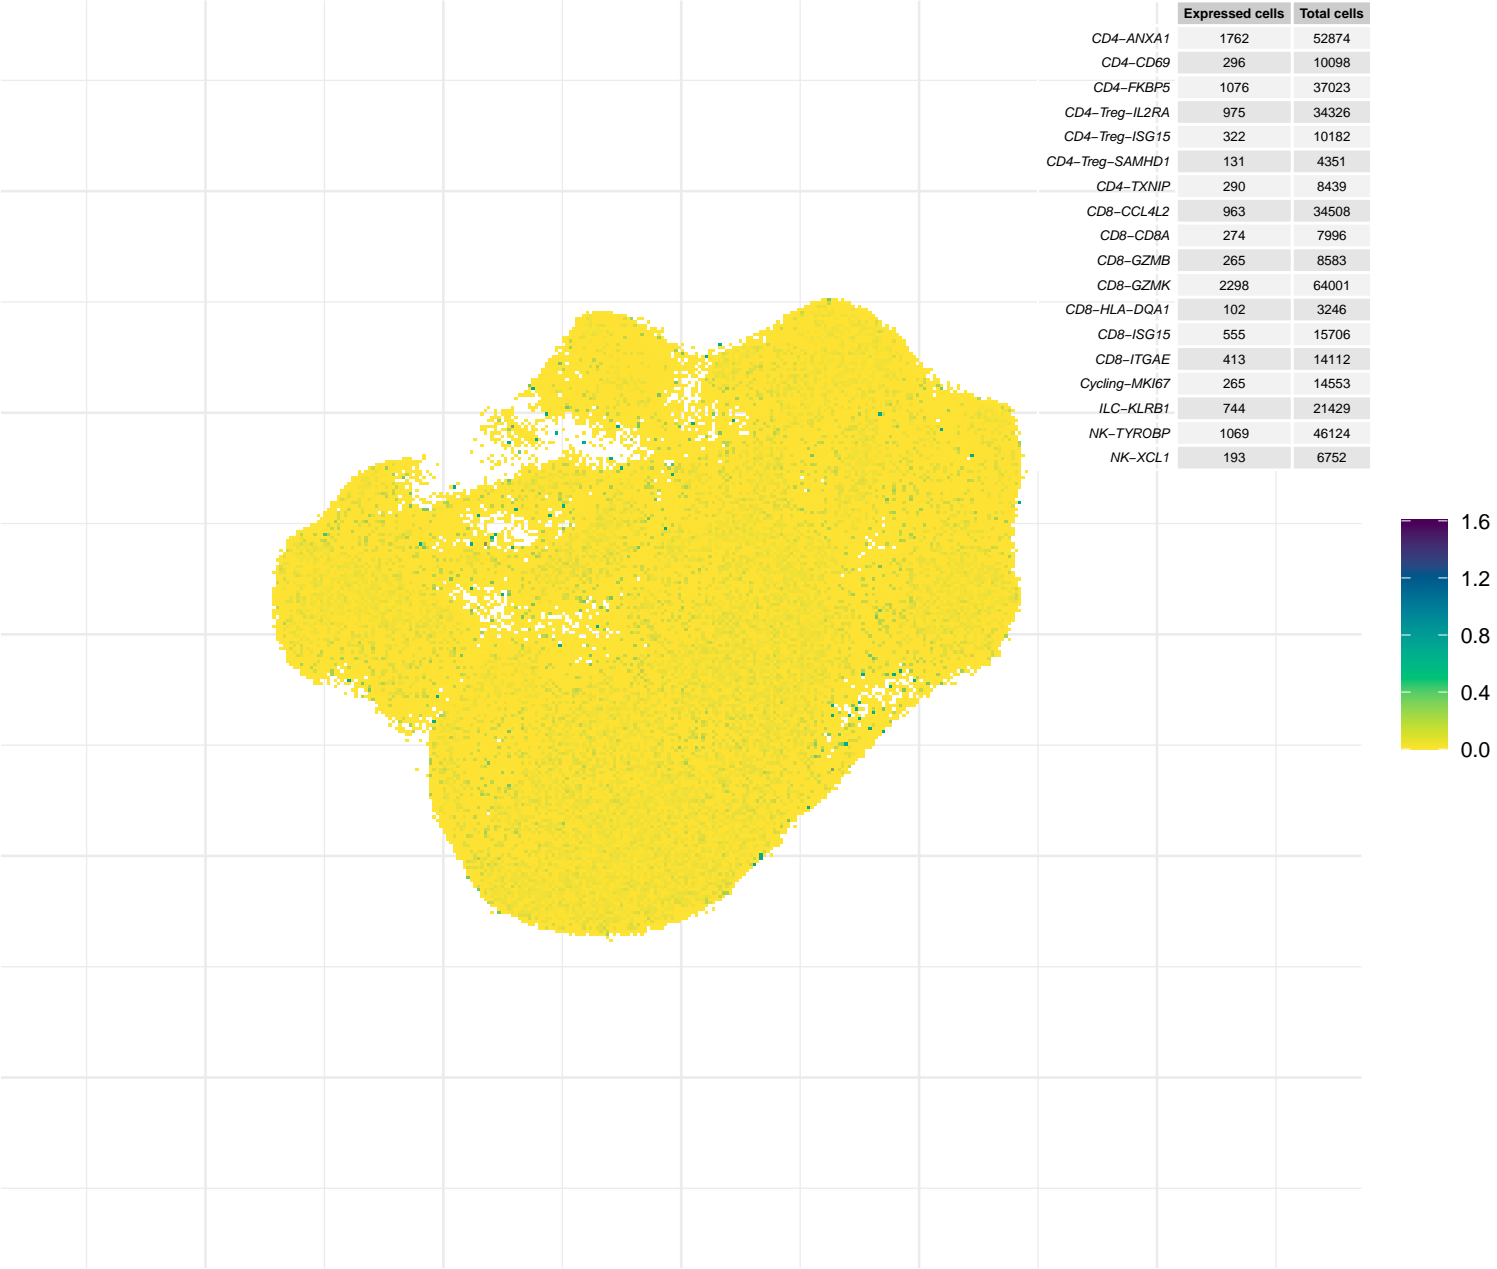 Expressed cells Total cells
CD4−ANXA1 1762 52874
CD4−CD69 296 10098
CD4−FKBP5 1076 37023
CD4−Treg−IL2RA 975 34326
CD4−Treg−ISG15 322 10182
CD4−Treg−SAMHD1 131 4351
CD4−TXNIP 290 8439
CD8−CCL4L2 963 34508
CD8−CD8A 274 7996
CD8−GZMB 265 8583
CD8−GZMK 2298 64001
CD8−HLA−DQA1 102 3246
CD8−ISG15 555 15706
CD8−ITGAE 413 14112
Cycling−MKI67 265 14553
ILC−KLRB1 744 21429
NK−TYROBP 1069 46124
NK−XCL1 193 6752
1.6
1.2
0.8
0.4
0.0